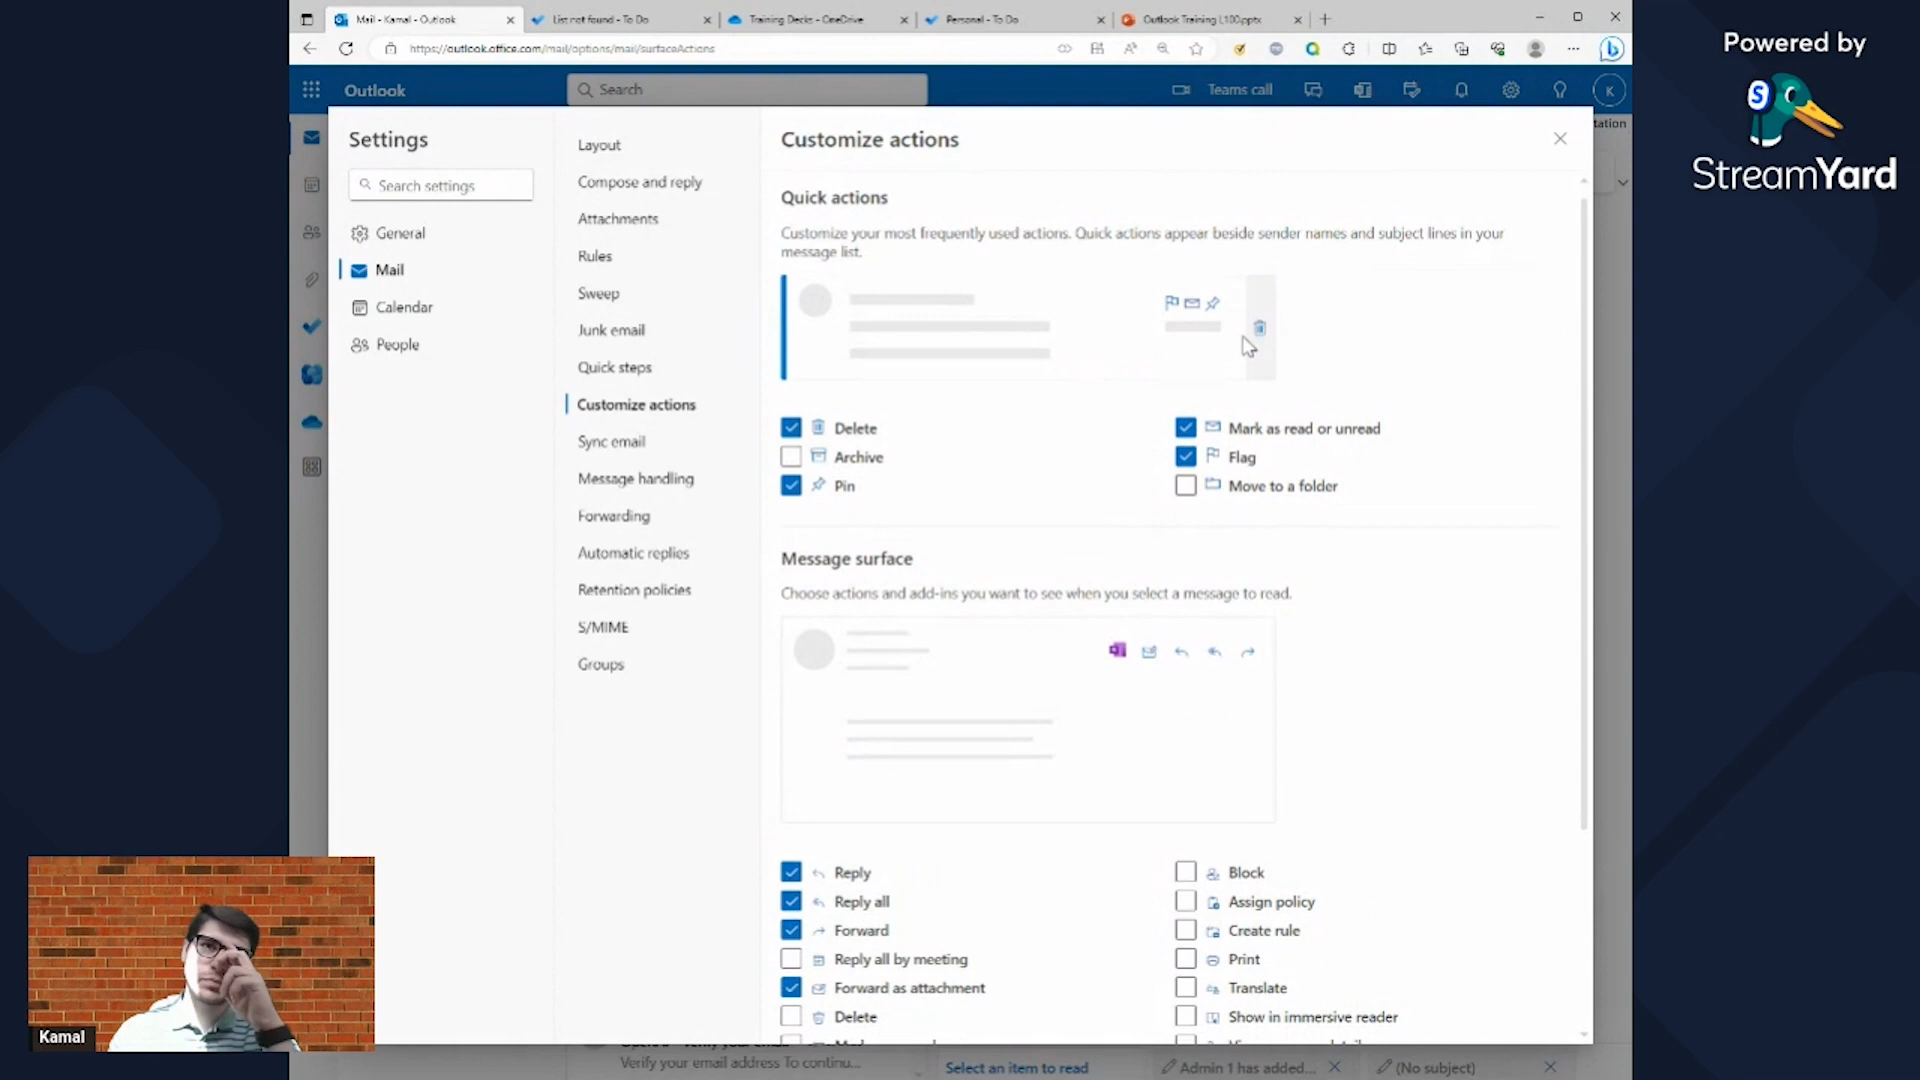 Mail - Kamal - Outlook
List not found - To Do
Training Decks - OneDrive
Personal - To Do
Outlook Training L100.pptx
https://outlook.office.com/mail/options/mail/surfaceActions
Powered by
StreamYard
Outlook
Search
Teams call
K
tation
Settings
Search settings
General
Mail
Calendar
People
Layout
Compose and reply
Attachments
Rules
Sweep
Junk email
Quick steps
Customize actions
Sync email
Message handling
Forwarding
Automatic replies
Retention policies
S/MIME
Groups
Customize actions
Quick actions
Customize your most frequently used actions. Quick actions appear beside sender names and subject lines in your
message list.
Delete
Mark as read or unread
Archive
Flag
Pin
Move to a folder
Message surface
Choose actions and add-ins you want to see when you select a message to read.
Reply
Block
Reply all
Assign policy
Forward
Create rule
Reply all by meeting
Print
Forward as attachment
Translate
Delete
Show in immersive reader
Verify your email address To continu...
Select an item to read
Admin 1 has added...
(No subject)
Kamal